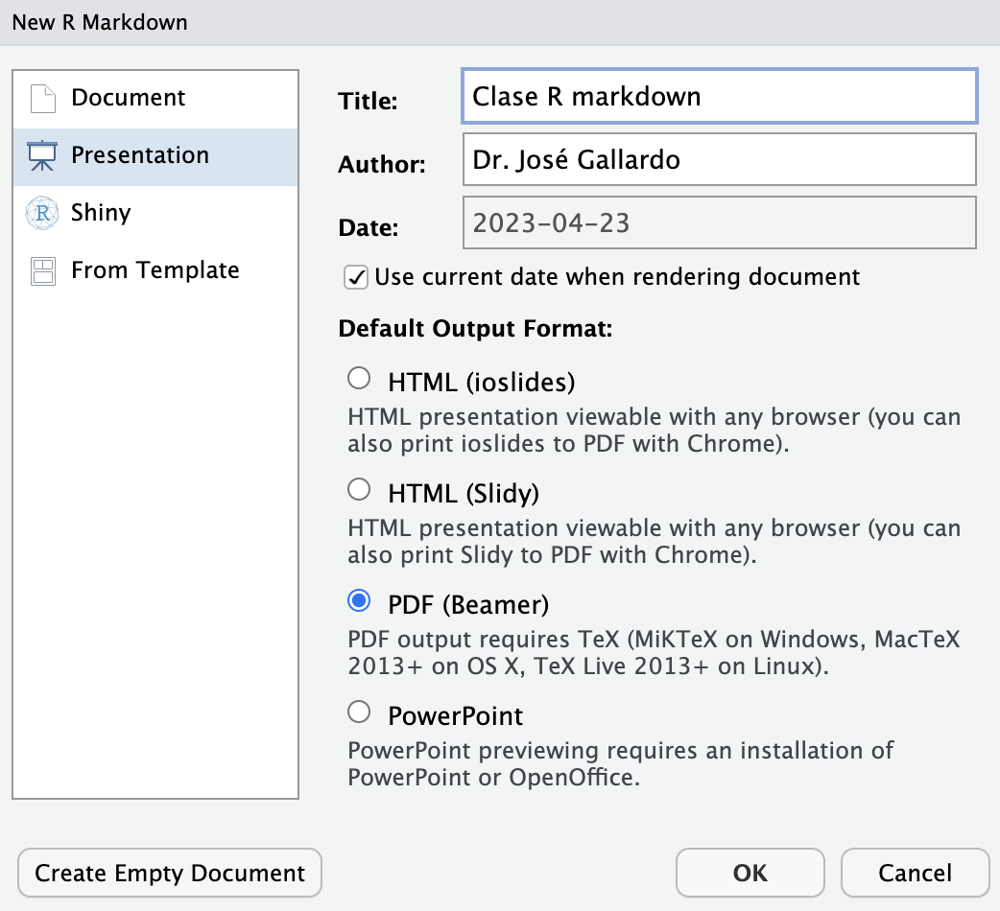 New R Markdown
Document
Presentation
Shiny
From Template
Title:
Clase R markdown
Author:
Dr. José Gallardo
Date:
2023-04-23
Use current date when rendering document
Default Output Format:
HTML (ioslides)
HTML presentation viewable with any browser (you can
also print ioslides to PDF with Chrome).
HTML (Slidy)
HTML presentation viewable with any browser (you can
also print Slidy to PDF with Chrome).
PDF (Beamer)
PDF output requires TeX (MiKTeX on Windows, MacTeX
2013+ on OS X, TeX Live 2013+ on Linux).
PowerPoint
PowerPoint previewing requires an installation of
PowerPoint or OpenOffice.
Create Empty Document
OK
Cancel